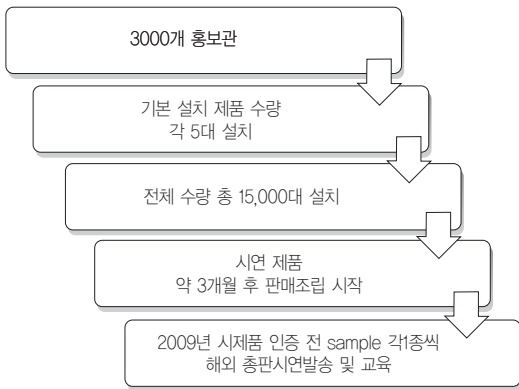 3000개 홍보관
기본 설치 제품 수량
각 5대 설치
전체 수량 총 15,000대 설치
시연 제품
약 3개월 후 판매조립 시작
2009년 시제품 인증 전 sample 각1종씩
해외 총판시연발송 및 교육